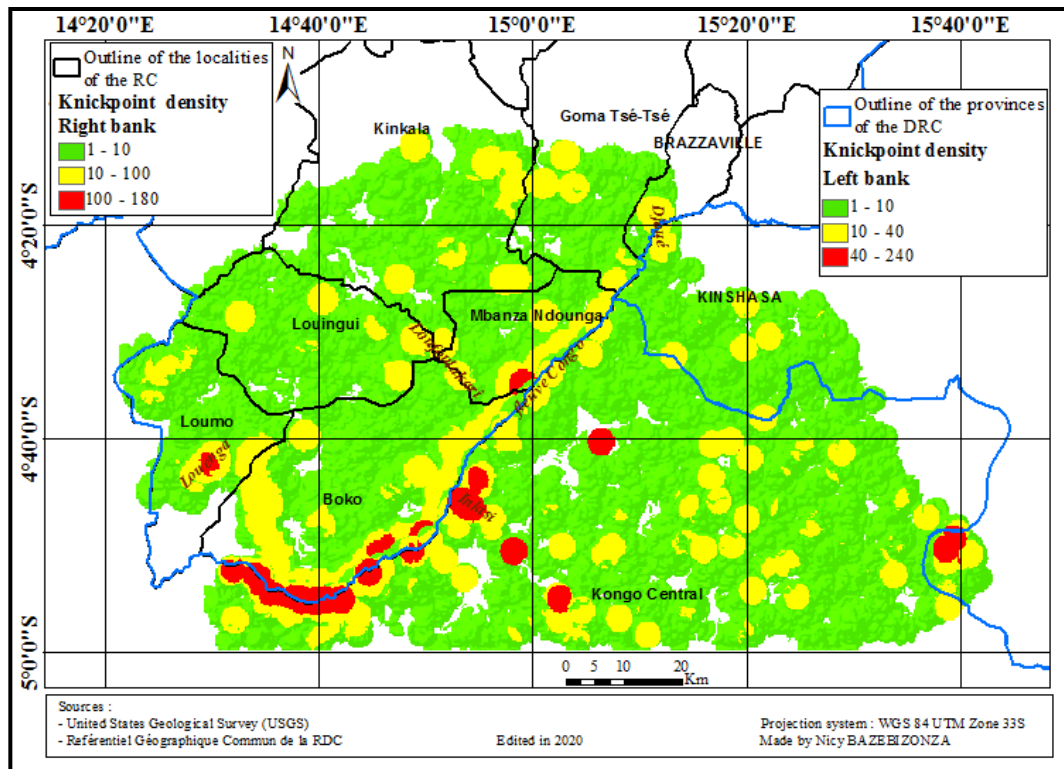 14°20'0"E 14°40'0"E 15°0'0"E 15°20'0"E 15°40'0"E
Outline of the localities
of the RC
Knickpoint density
Right bank
1 - 10
10 - 100
100 - 180
N
Outline of the provinces
of the DRC
Knickpoint density
Left bank
1 - 10
10 - 40
40 - 240
Kinkala
Goma Tsé-Tsé
BRAZZAVILLE
Djoué
4°20'0"S
KINSHASA
Louingui
Mbanza Ndounga
Fleuve Congo
Loumo
Louenga
4°40'0"S
Boko
Inkisi
Kongo Central
5°0'0"S
0 5 10 20
Km
Sources :
- United States Geological Survey (USGS)
- Référentiel Géographique Commun de la RDC
Edited in 2020
Projection system : WGS 84 UTM Zone 33S
Made by Nicy BAZEBIZONZA